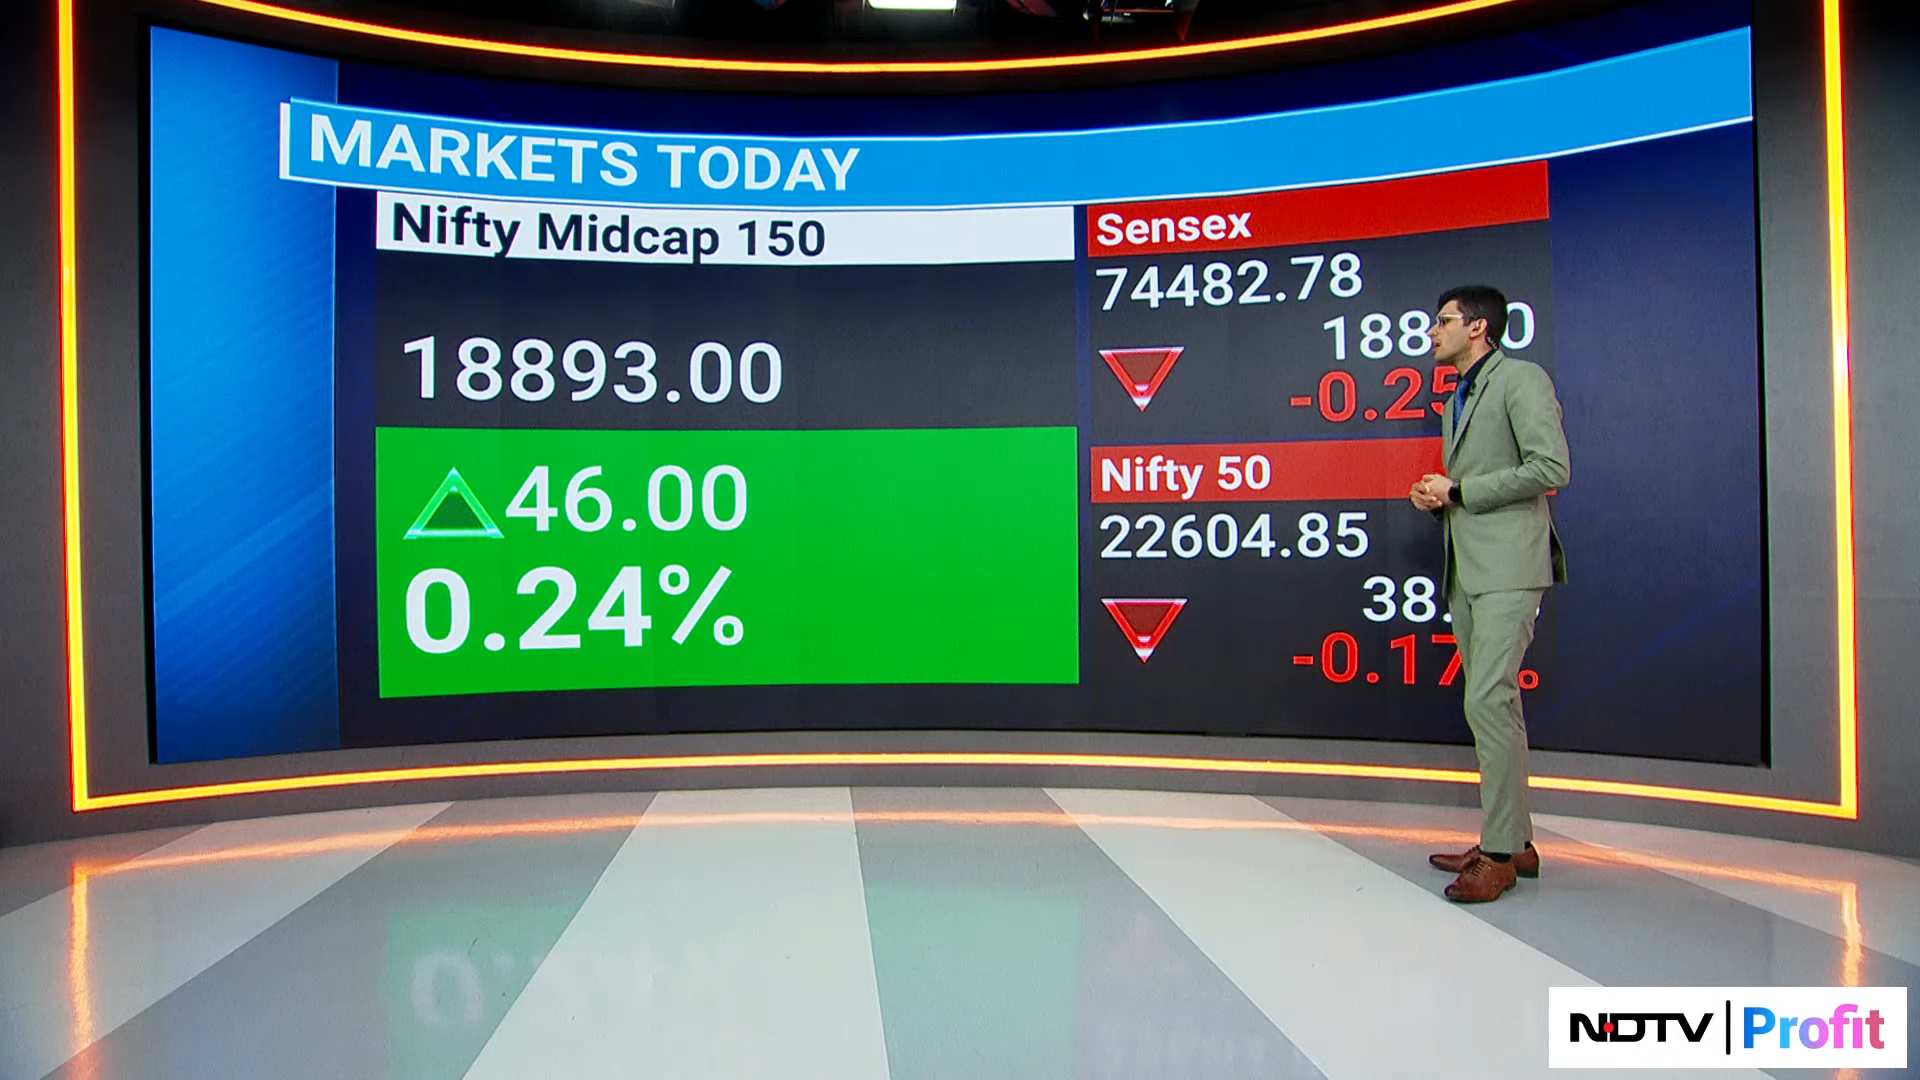 MARKETS TODAY
Nifty Midcap 150
18893.00
46.00
0.24%
Sensex
74482.78
Nifty 50
22604.85
NDTV | Profit